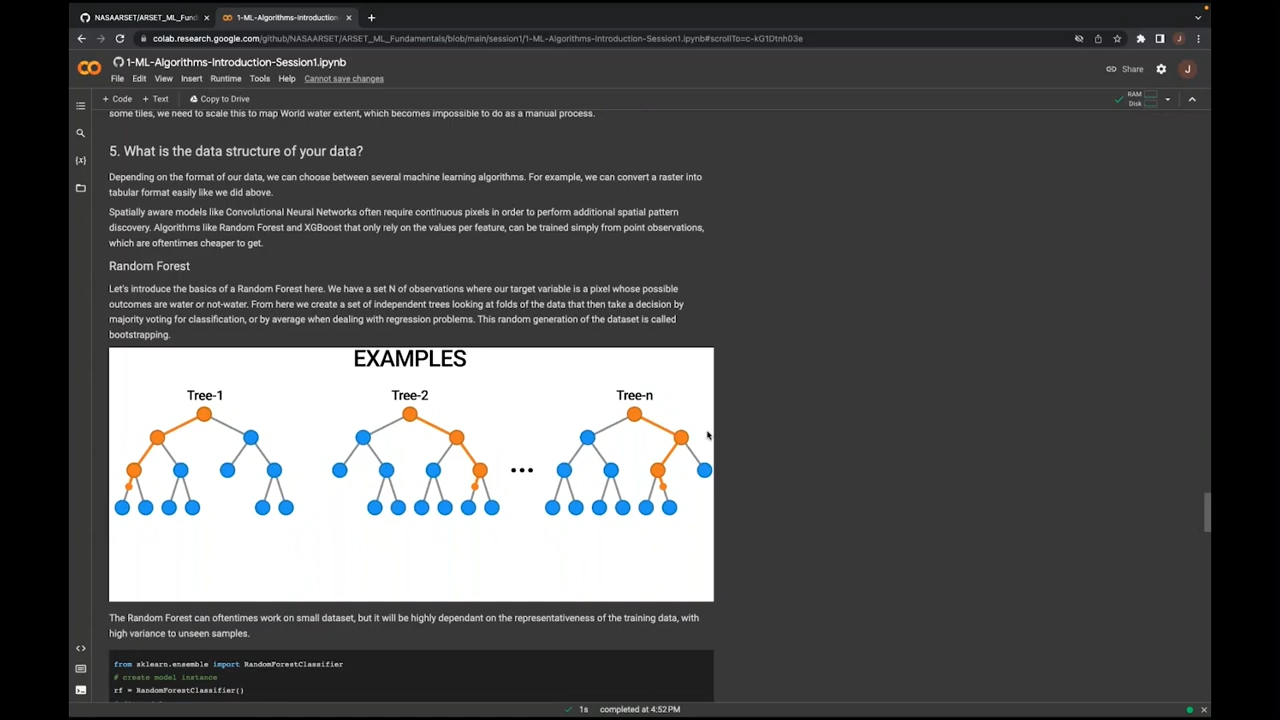 NASAARSET/ARSET_ML_Fund
1-ML-Algorithms-Introduction-
colab.research.google.com/github/NASAARSET/ARSET_ML_Fundamentals/blob/main/session1/1-ML-Algorithms-Introduction-Session1.ipynb#scrollTo=c-kG1Dtnh03e
1-ML-Algorithms-Introduction-Session1.ipynb
Share
J
File Edit View Insert Runtime Tools Help Cannot save changes
+ Code + Text Copy to Drive
RAM
Disk
some tiles, we need to scale this to map World water extent, which becomes impossible to do as a manual process.
5. What is the data structure of your data?
Depending on the format of our data, we can choose between several machine learning algorithms. For example, we can convert a raster into
tabular format easily like we did above.
Spatially aware models like Convolutional Neural Networks often require continuous pixels in order to perform additional spatial pattern
discovery. Algorithms like Random Forest and XGBoost that only rely on the values per feature, can be trained simply from point observations,
which are oftentimes cheaper to get.
Random Forest
Let's introduce the basics of a Random Forest here. We have a set N of observations where our target variable is a pixel whose possible
outcomes are water or not-water. From here we create a set of independent trees looking at folds of the data that then take a decision by
majority voting for classification, or by average when dealing with regression problems. This random generation of the dataset is called
bootstrapping.
EXAMPLES
Tree-1 Tree-2 Tree-n
The Random Forest can oftentimes work on small dataset, but it will be highly dependant on the representativeness of the training data, with
high variance to unseen samples.
from sklearn.ensemble import RandomForestClassifier
# create model instance
rf = RandomForestClassifier()
1s completed at 4:52PM